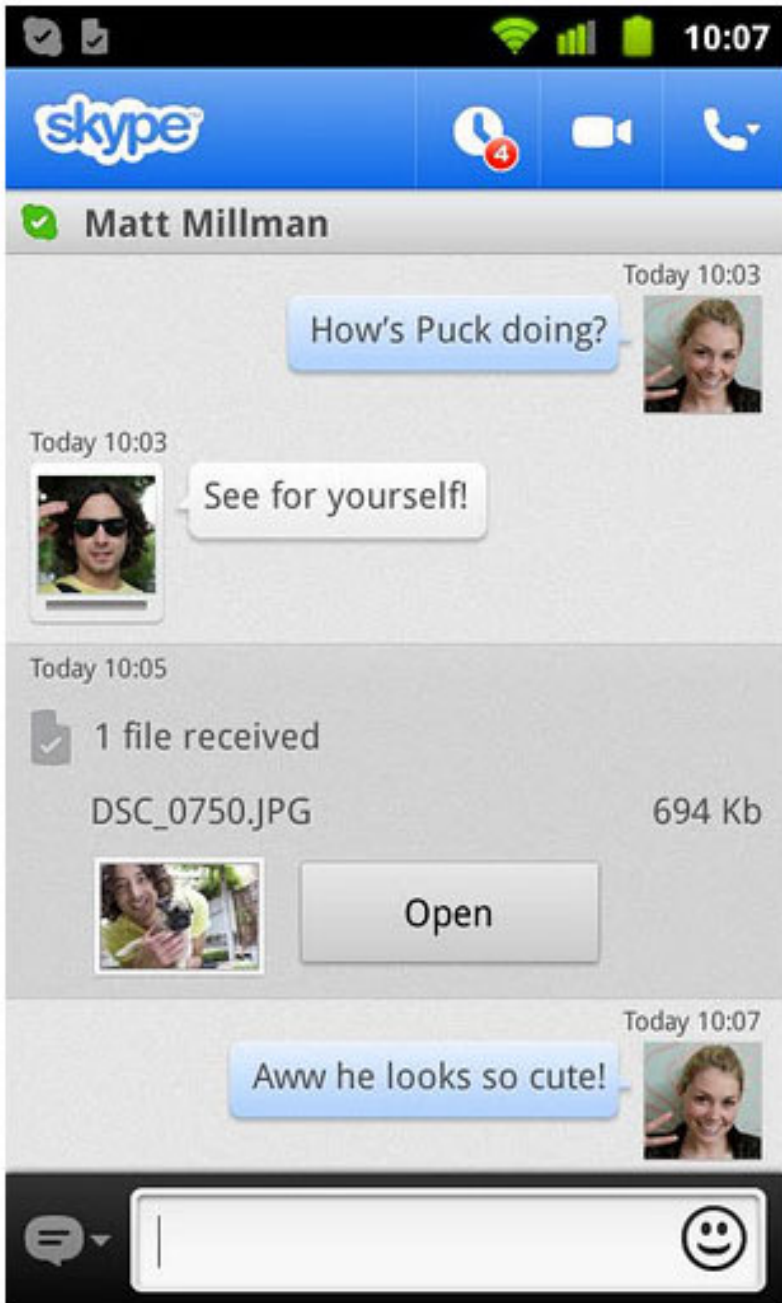 10:07
skype
4
Matt Millman
Today 10:03
How's Puck doing?
Today 10:03
See for yourself!
Today 10:05
1 file received
DSC_0750.JPG 694 Kb
Open
Today 10:07
Aww he looks so cute!